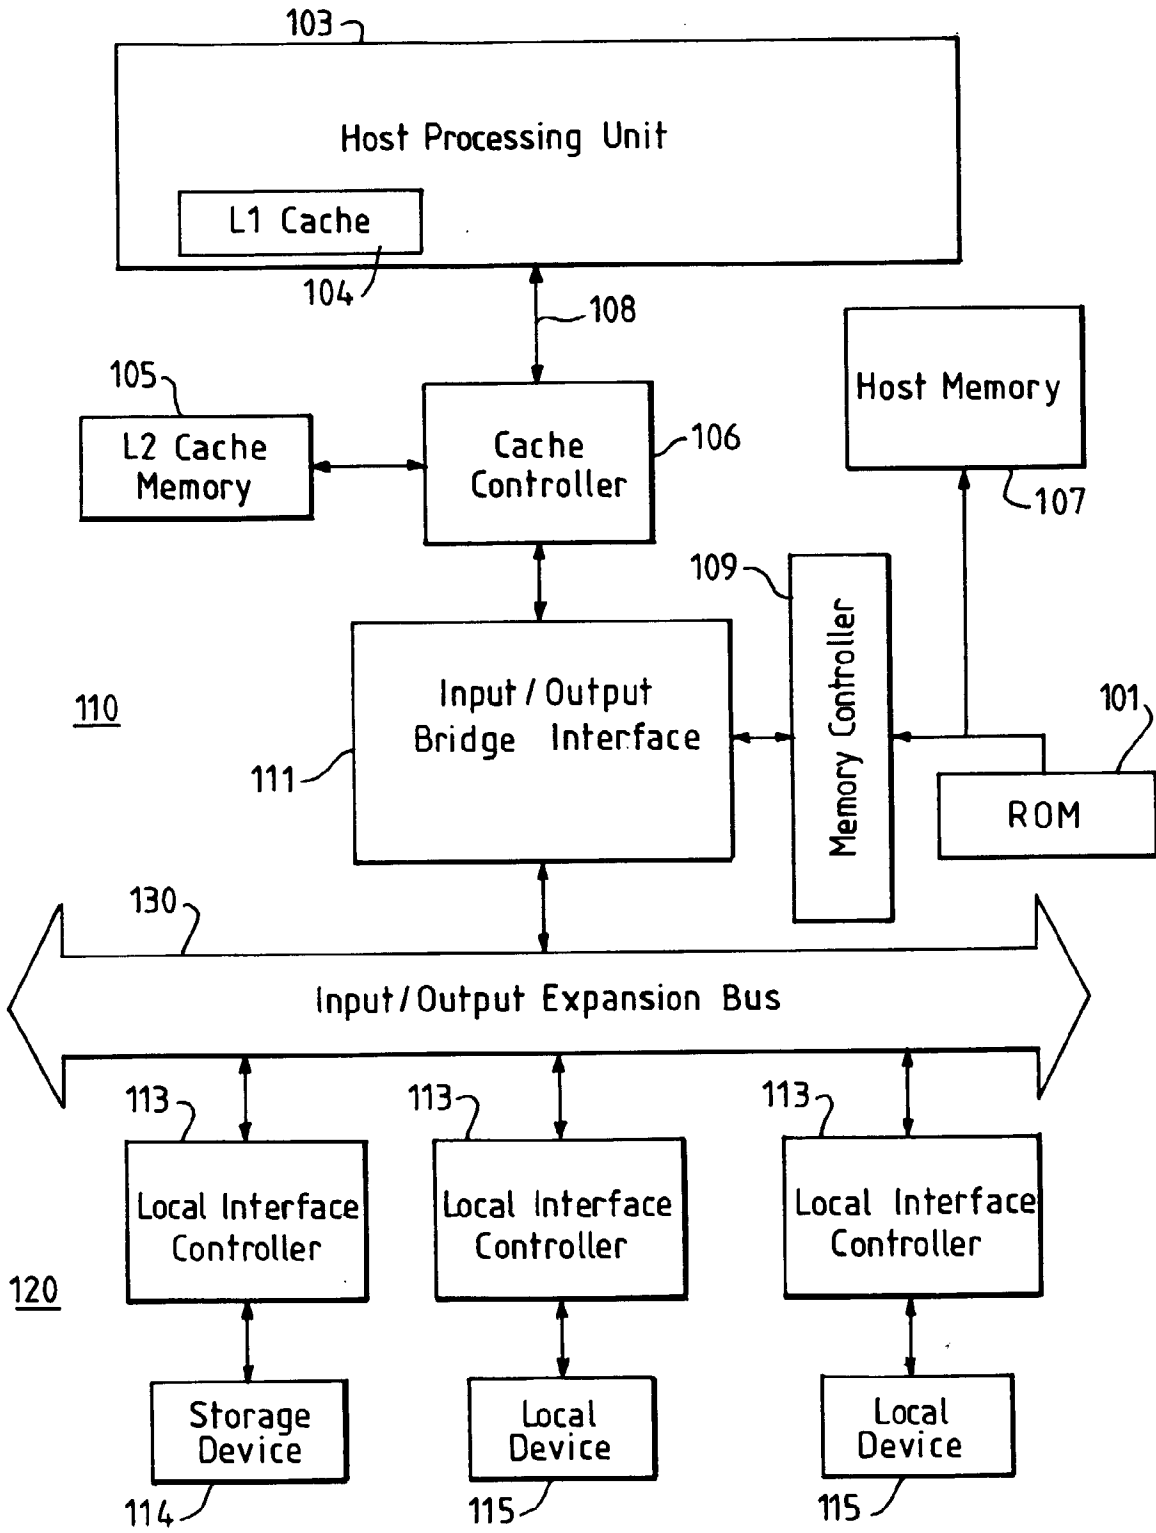 103
Host Processing Unit
L1 Cache
104
108
105
L2 Cache
Memory
Cache
Controller
106
Host Memory
107
109
Memory Controller
110
Input/Output
Bridge Interface
111
101
ROM
130
Input/Output Expansion Bus
113
113
113
Local Interface
Controller
Local Interface
Controller
Local Interface
Controller
120
Storage
Device
Local
Device
Local
Device
114
115
115